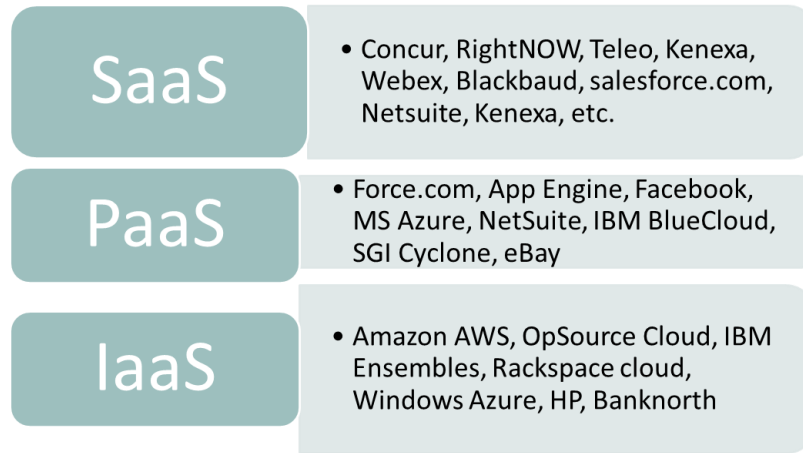 SaaS
• Concur, RightNOW, Teleo, Kenexa,
Webex, Blackbaud, salesforce.com,
Netsuite, Kenexa, etc.
PaaS
• Force.com, App Engine, Facebook,
MS Azure, NetSuite, IBM BlueCloud,
SGI Cyclone, eBay
IaaS
• Amazon AWS, OpSource Cloud, IBM
Ensembles, Rackspace cloud,
Windows Azure, HP, Banknorth